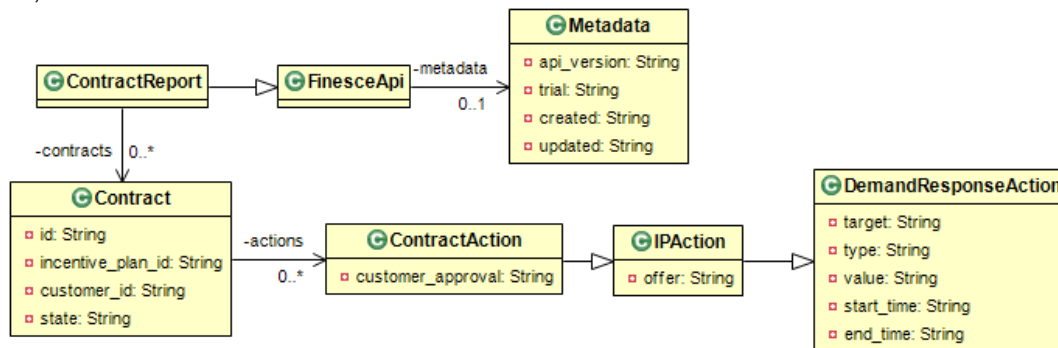 Metadata
api_version: String
trial: String
created: String
updated: String
ContractReport
FinesceApi
-metadata
0..1
-contracts
0..*
Contract
id: String
incentive_plan_id: String
customer_id: String
state: String
-actions
0..*
ContractAction
customer_approval: String
IPAction
offer: String
DemandResponseAction
target: String
type: String
value: String
start_time: String
end_time: String